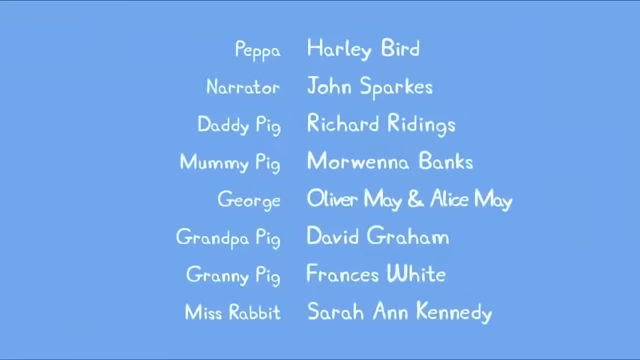 Peppa Harley Bird
Narrator John Sparkes
Daddy Pig Richard Ridings
Mummy Pig Morwenna Banks
George Oliver May & Alice May
Grandpa Pig David Graham
Granny Pig Frances White
Miss Rabbit Sarah Ann Kennedy